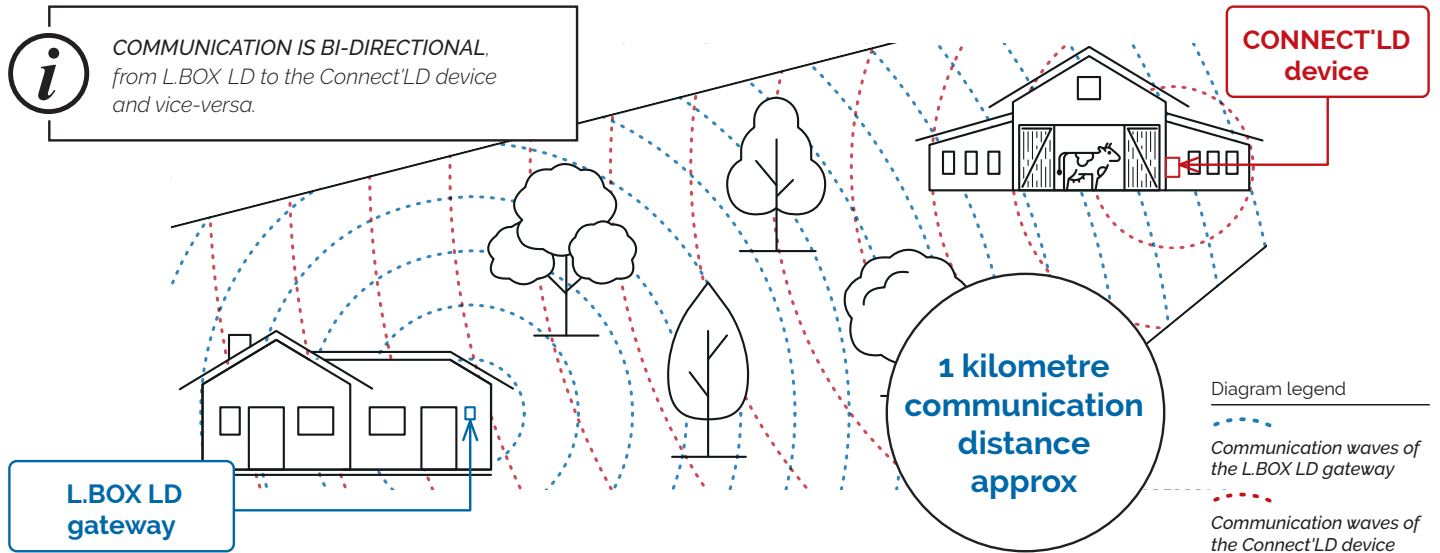 i
COMMUNICATION IS BI-DIRECTIONAL,
from L.BOX LD to the Connect'LD device
and vice-versa.
CONNECT'LD
device
1 kilometre
communication
distance
approx
L.BOX LD
gateway
Diagram legend
Communication waves of
the L.BOX LD gateway
Communication waves of
the Connect'LD device